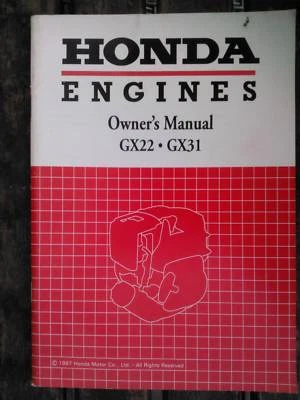 HONDA
ENGINES
Owner's Manual
GX22 • GX31
© 1997 Honda Motor Co., Ltd. - All Rights Reserved